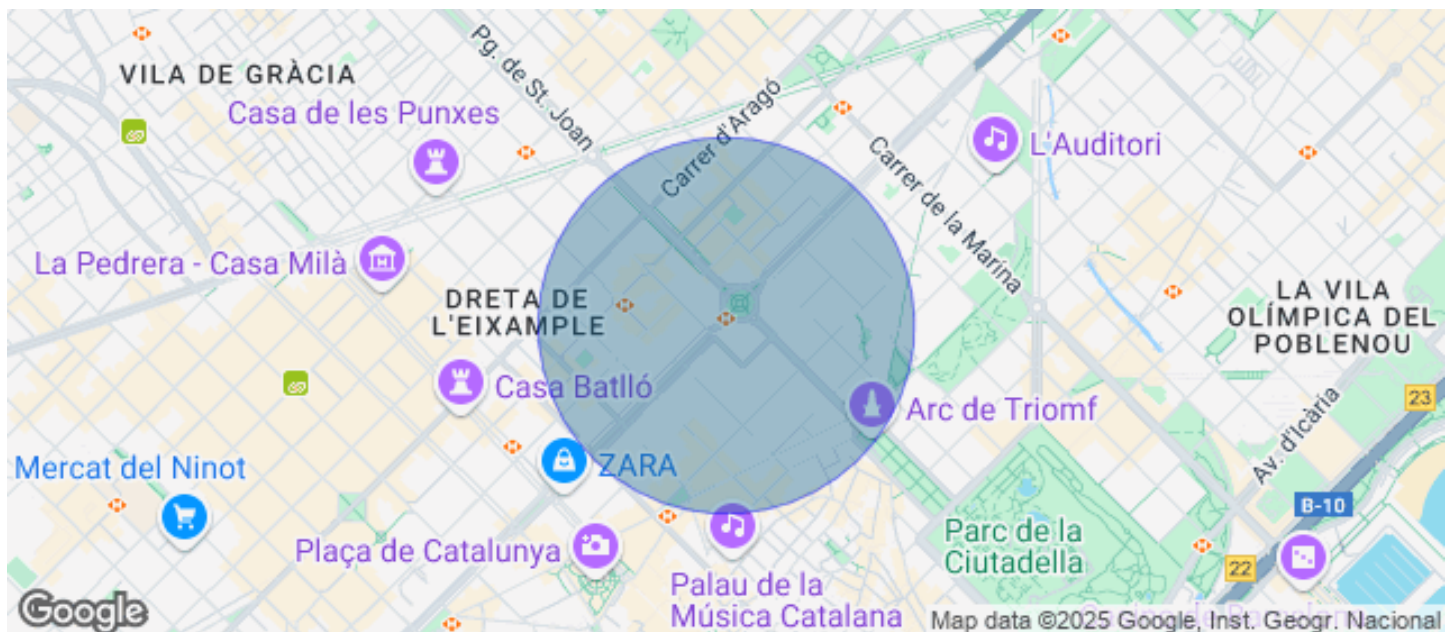 Pg. de St. Joan
VILA DE GRÀCIA
Casa de les Punxes
Carrer d'Aragó
L'Auditori
Carrer de la Marina
La Pedrera - Casa Milà
DRETA DE
L'EIXAMPLE
LA VILA
OLÍMPICA DEL
POBLENOU
Casa Batlló
Arc de Triomf
23
Av. d'Icària
ZARA
Mercat del Ninot
B-10
Plaça de Catalunya
Parc de la
Ciutadella
22
Palau de la
Música Catalana
Google
Map data ©2025 Google, Inst. Geogr. Nacional